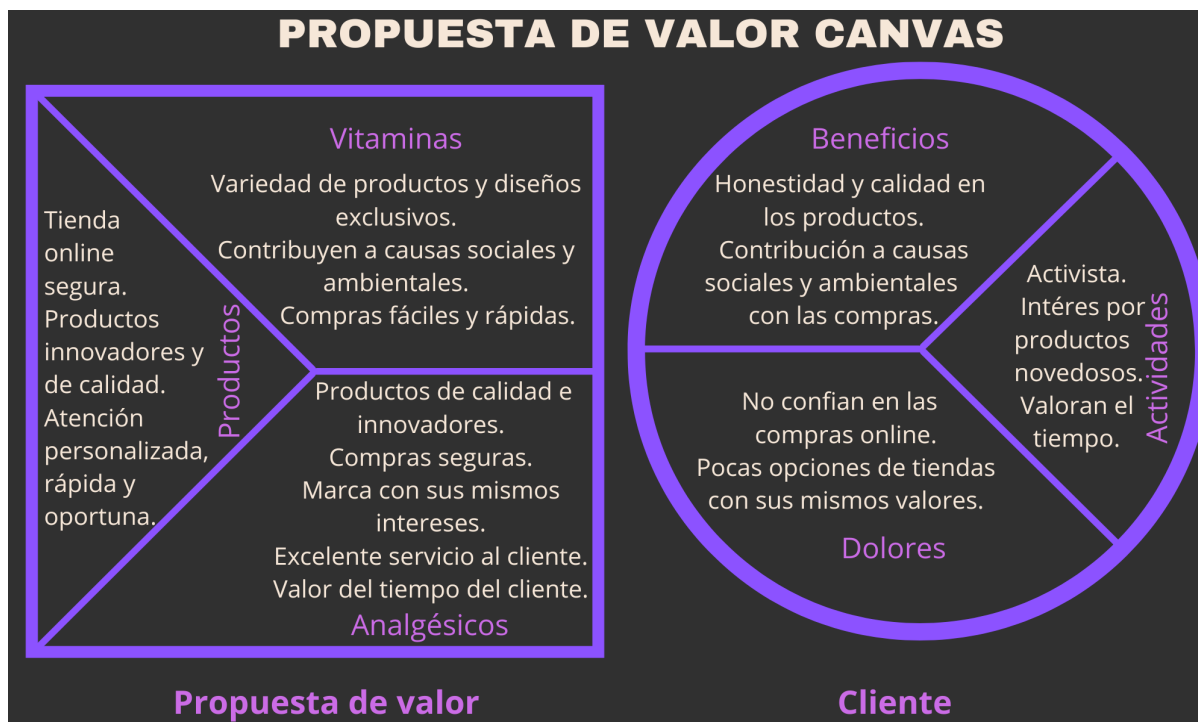 PROPUESTA DE VALOR CANVAS
Vitaminas
Variedad de productos y diseños
exclusivos.
Contribuyen a causas sociales y
ambientales.
Compras fáciles y rápidas.
Tienda
online
segura.
Productos
innovadores y
de calidad.
Atención
personalizada,
rápida y
oportuna.
Productos
Productos de calidad e
innovadores.
Compras seguras.
Marca con sus mismos
intereses.
Excelente servicio al cliente.
Valor del tiempo del cliente.
Analgésicos
Propuesta de valor
Beneficios
Honestidad y calidad en
los productos.
Contribución a causas
sociales y ambientales
con las compras.
Activista.
Intéres por
productos
novedosos.
Valoran el
tiempo.
Actividades
No confian en las
compras online.
Pocas opciones de tiendas
con sus mismos valores.
Dolores
Cliente